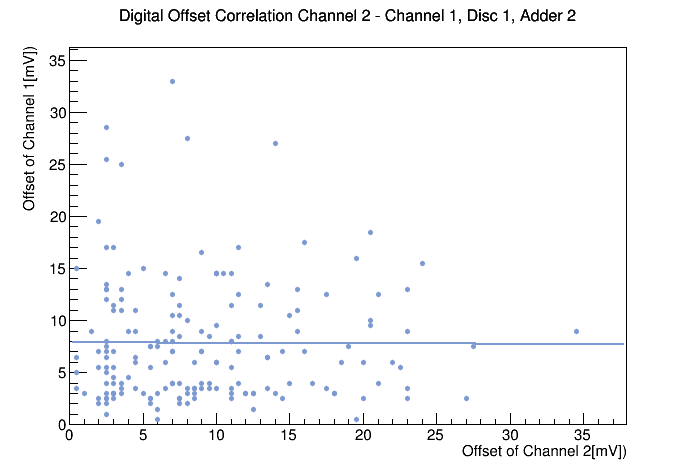 Digital Offset Correlation Channel 2 - Channel 1, Disc 1, Adder 2
Offset of Channel 1[mV])
35
30
25
20
15
10
5
0
0 5 10 15 20 25 30 35
Offset of Channel 2[mV])